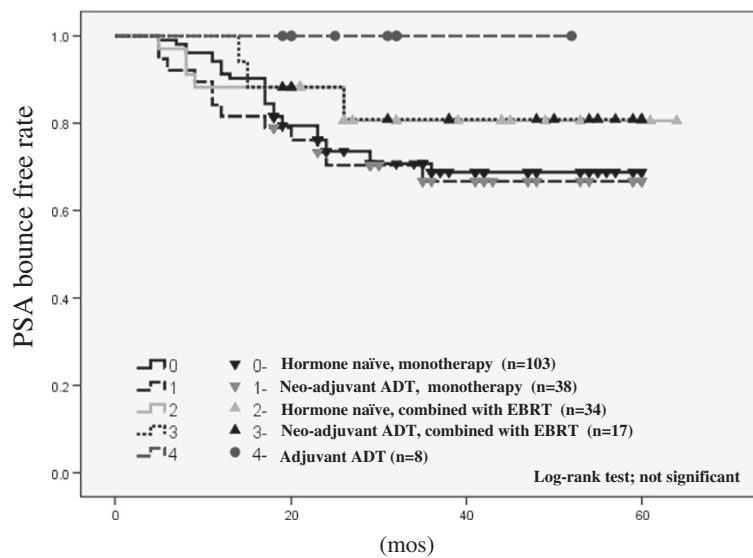 PSA bounce free rate
1.0
0.8
0.6
0.4
0.2
0.0
0 0- Hormone naïve, monotherapy (n=103)
1 1- Neo-adjuvant ADT, monotherapy (n=38)
2 2- Hormone naïve, combined with EBRT (n=34)
3 3- Neo-adjuvant ADT, combined with EBRT (n=17)
4 4- Adjuvant ADT (n=8)
Log-rank test; not significant
0 20 40 60
(mos)